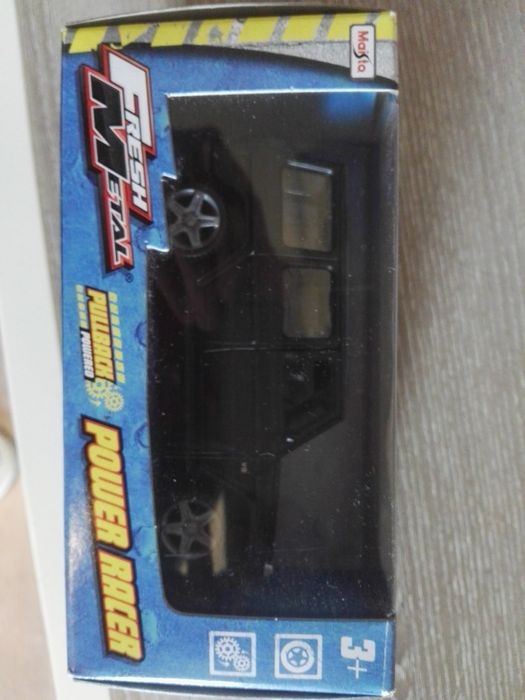 Maisto
FRESH
METAL®
PULLBACK
POWERED
POWER RACER
3+